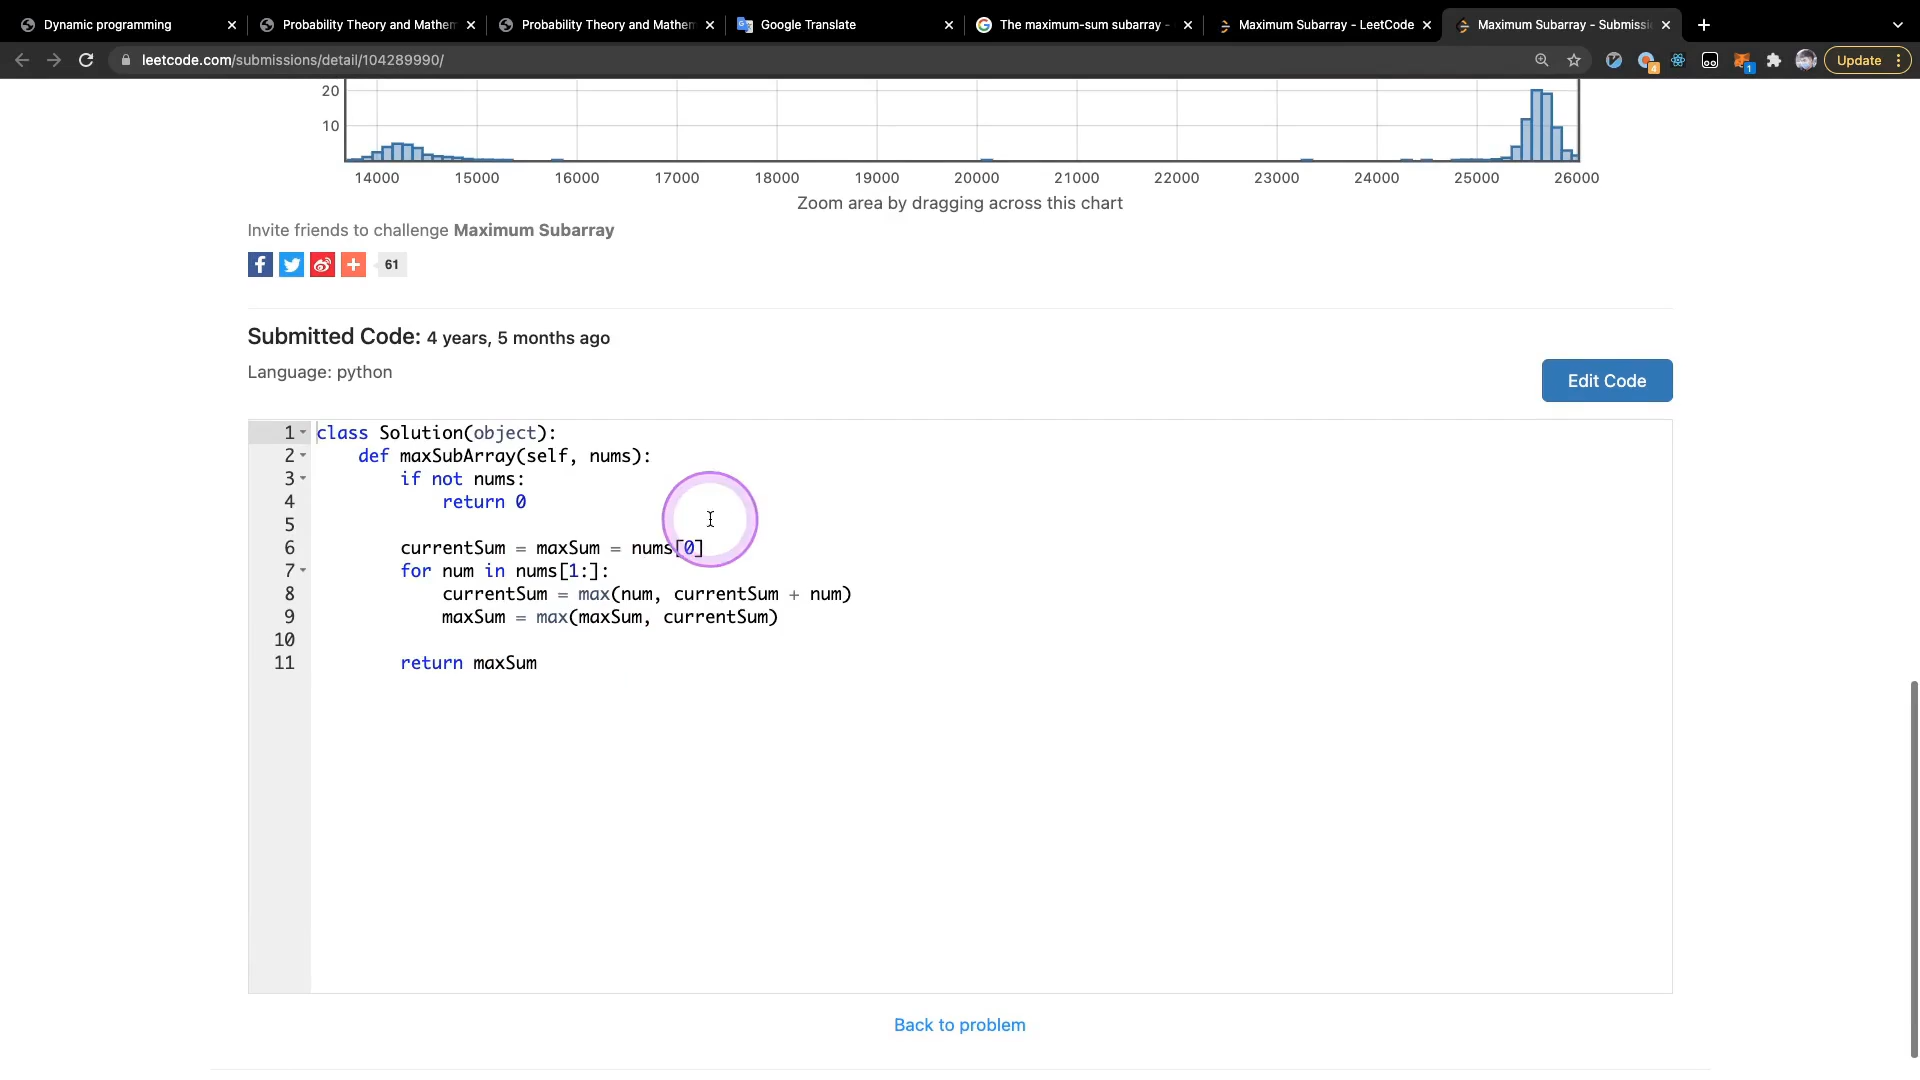 Dynamic programming
Probability Theory and Mathem
Probability Theory and Mathem
Google Translate
The maximum-sum subarray -
Maximum Subarray - LeetCode
Maximum Subarray - Submissi
leetcode.com/submissions/detail/104289990/
4
1
Update
20
10
14000 15000 16000 17000 18000 19000 20000 21000 22000 23000 24000 25000 26000
Zoom area by dragging across this chart
Invite friends to challenge Maximum Subarray
61
Submitted Code: 4 years, 5 months ago
Language: python
Edit Code
1 class Solution(object):
2 def maxSubArray(self, nums):
3 if not nums:
4 return 0
5
6 currentSum = maxSum = nums[0]
7 for num in nums[1:]:
8 currentSum = max(num, currentSum + num)
9 maxSum = max(maxSum, currentSum)
10
11 return maxSum
Back to problem